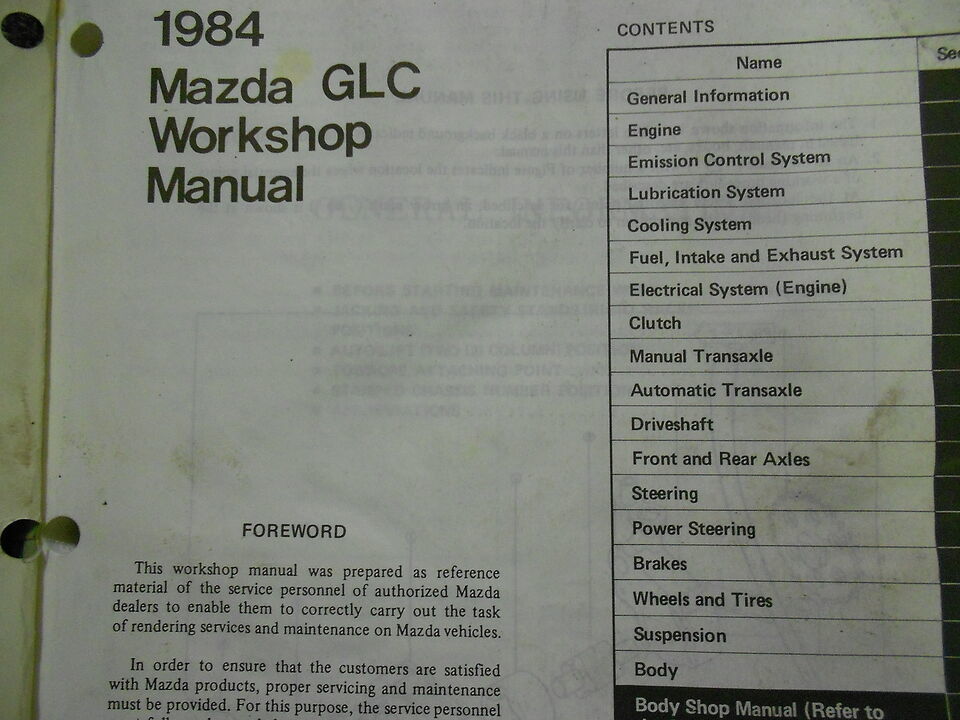 1984
Mazda GLC
Workshop
Manual
FOREWORD
This workshop manual was prepared as reference
material of the service personnel of authorized Mazda
dealers to enable them to correctly carry out the task
of rendering services and maintenance on Mazda vehicles.
In order to ensure that the customers are satisfied
with Mazda products, proper servicing and maintenance
must be provided. For this purpose, the service personnel
CONTENTS
Name
General Information
Engine
Emission Control System
Lubrication System
Cooling System
Fuel, Intake and Exhaust System
Electrical System (Engine)
Clutch
Manual Transaxle
Automatic Transaxle
Driveshaft
Front and Rear Axles
Steering
Power Steering
Brakes
Wheels and Tires
Suspension
Body
Body Shop Manual (Refer to